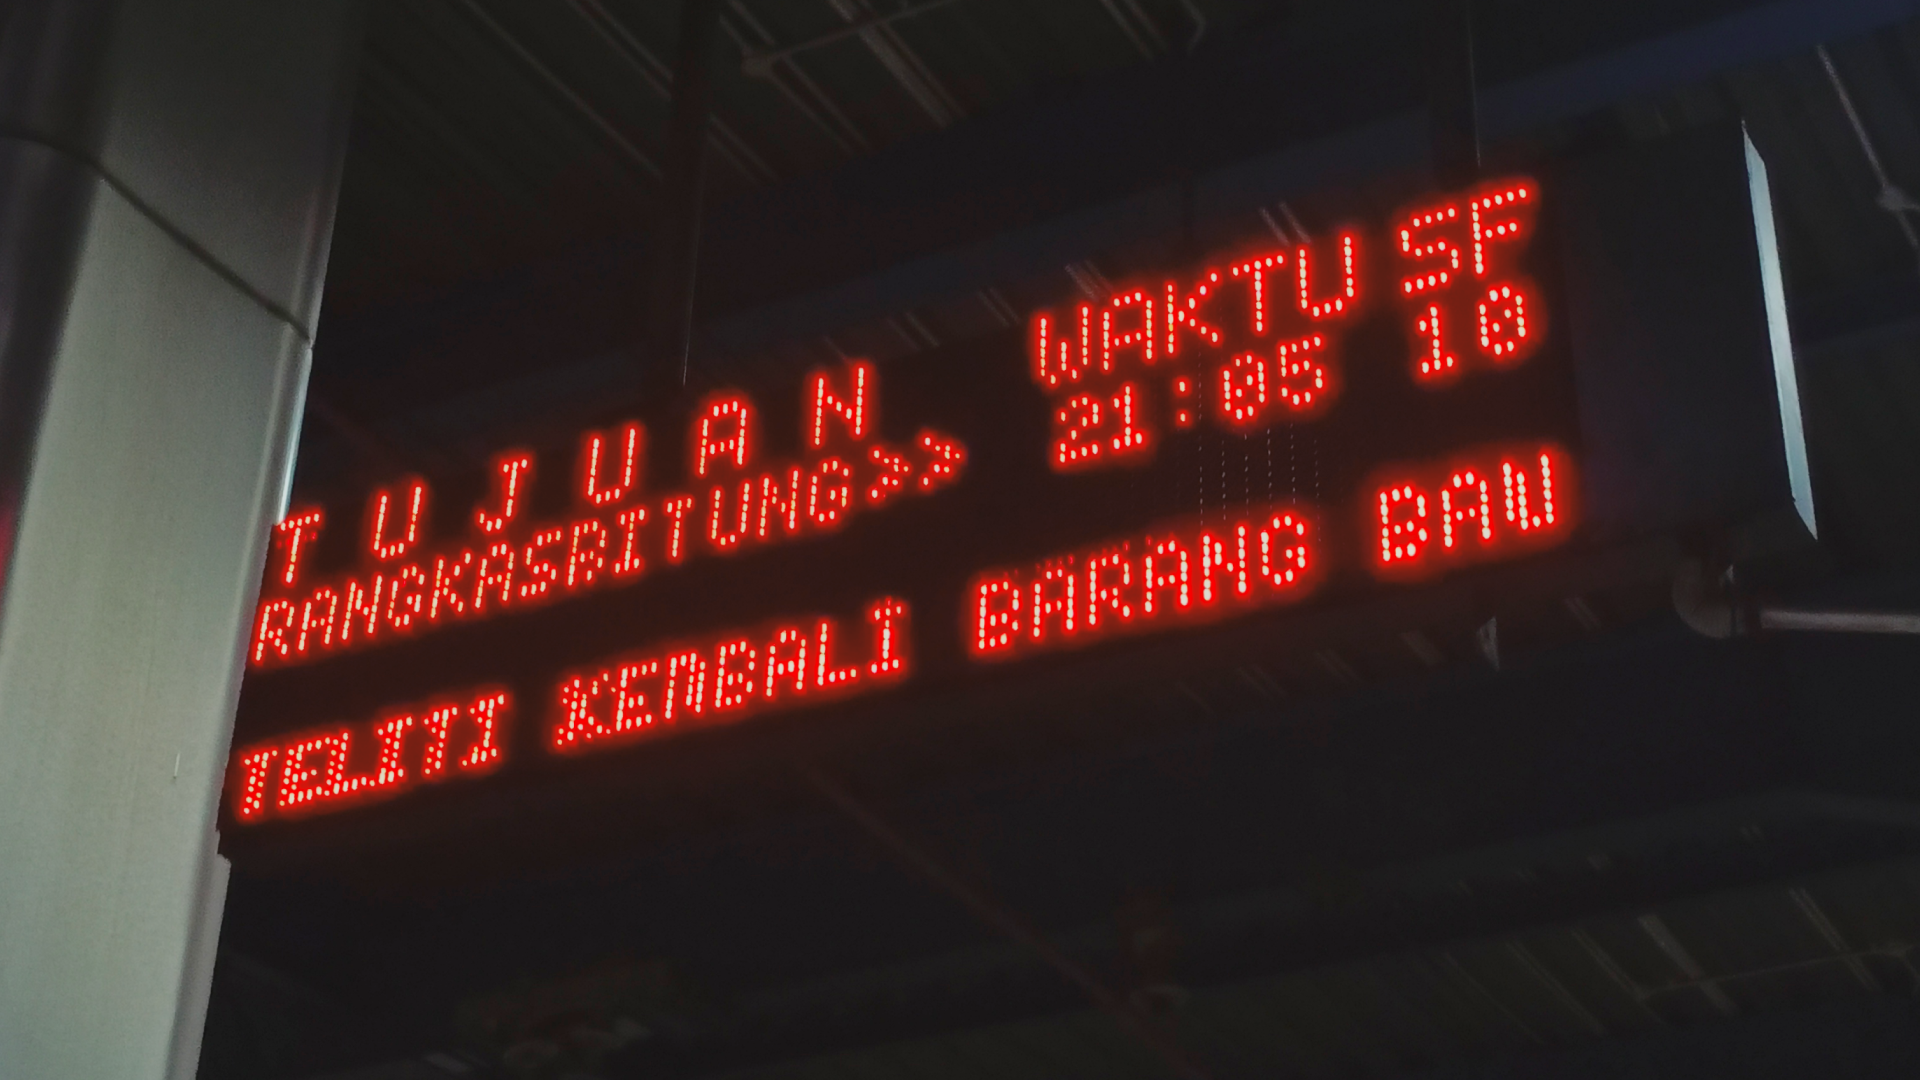 T U J U A N WAKTU SF
RANGKASBITUNG>> 21:05 10
TELITI KEMBALI BARANG BAW